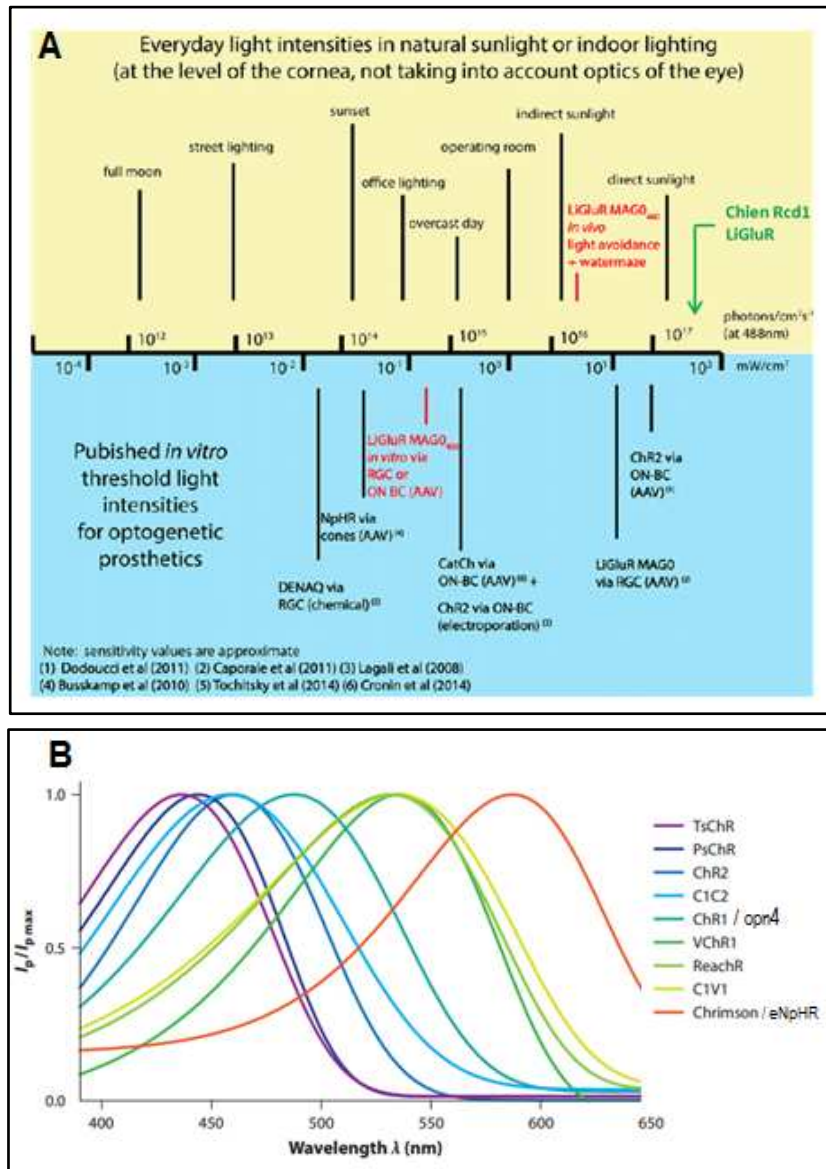 A
Everyday light intensities in natural sunlight or indoor lighting
(at the level of the cornea, not taking into account optics of the eye)
sunset
indirect sunlight
street lighting
operating room
full moon
office lighting
direct sunlight
overcast day
LiGluR MAG0460
in vivo
light avoidance
+ watermaze
Chien Rcd1
LiGluR
photons/cm²s⁻¹
(at 488nm)
10¹² 10¹³ 10¹⁴ 10¹⁵ 10¹⁶ 10¹⁷
10⁻⁴ 10⁻³ 10⁻² 10⁻¹ 10⁰ 10¹ 10³ mW/cm²
Pubished in vitro
threshold light
intensities
for optogenetic
prosthetics
LiGluR MAG0460
in vitro via
RGC or
ON BC (AAV)
ChR2 via
ON-BC
(AAV)
NpHR via
cones (AAV) (4)
DENAQ via
RGC (chemical)
CatCh via
ON-BC (AAV) (6) +
ChR2 via ON-BC
(electroporation) (3)
LiGluR MAG0
via RGC (AAV) (2)
Note: sensitivity values are approximate
(1) Dodoucci et al (2011) (2) Caporale et al (2011) (3) Lagali et al (2008)
(4) Busskamp et al (2010) (5) Tochitsky et al (2014) (6) Cronin et al (2014)
B
1.0
0.5
0.0
Ip/Ip max
400 450 500 550 600 650
Wavelength λ (nm)
TsChR
PsChR
ChR2
C1C2
ChR1 / opn4
VChR1
ReachR
C1V1
Chrimson / eNpHR